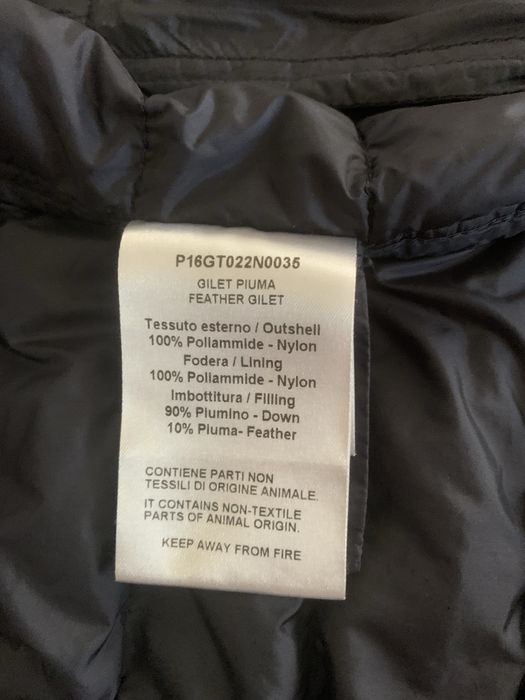 P16GT022N0035
GILET PIUMA
FEATHER GILET
Tessuto esterno / Outshell
100% Poliammide - Nylon
Fodera / Lining
100% Poliammide - Nylon
Imbottitura / Filling
90% Piumino - Down
10% Piuma- Feather
CONTIENE PARTI NON
TESSILI DI ORIGINE ANIMALE.
IT CONTAINS NON-TEXTILE
PARTS OF ANIMAL ORIGIN.
KEEP AWAY FROM FIRE